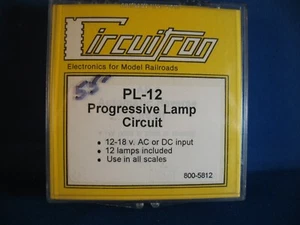 Circuitron
Electronics for Model Railroads
55-
PL-12
Progressive Lamp
Circuit
• 12-18 v. AC or DC input
• 12 lamps included
• Use in all scales
800-5812